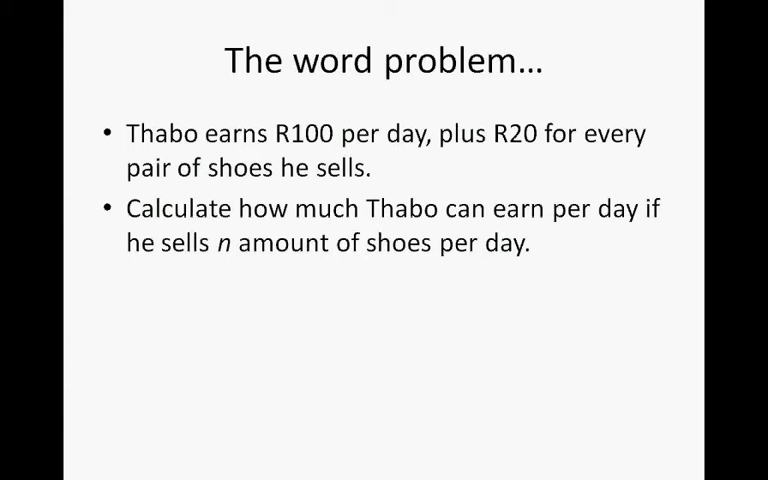 The word problem…
• Thabo earns R100 per day, plus R20 for every
pair of shoes he sells.
• Calculate how much Thabo can earn per day if
he sells n amount of shoes per day.